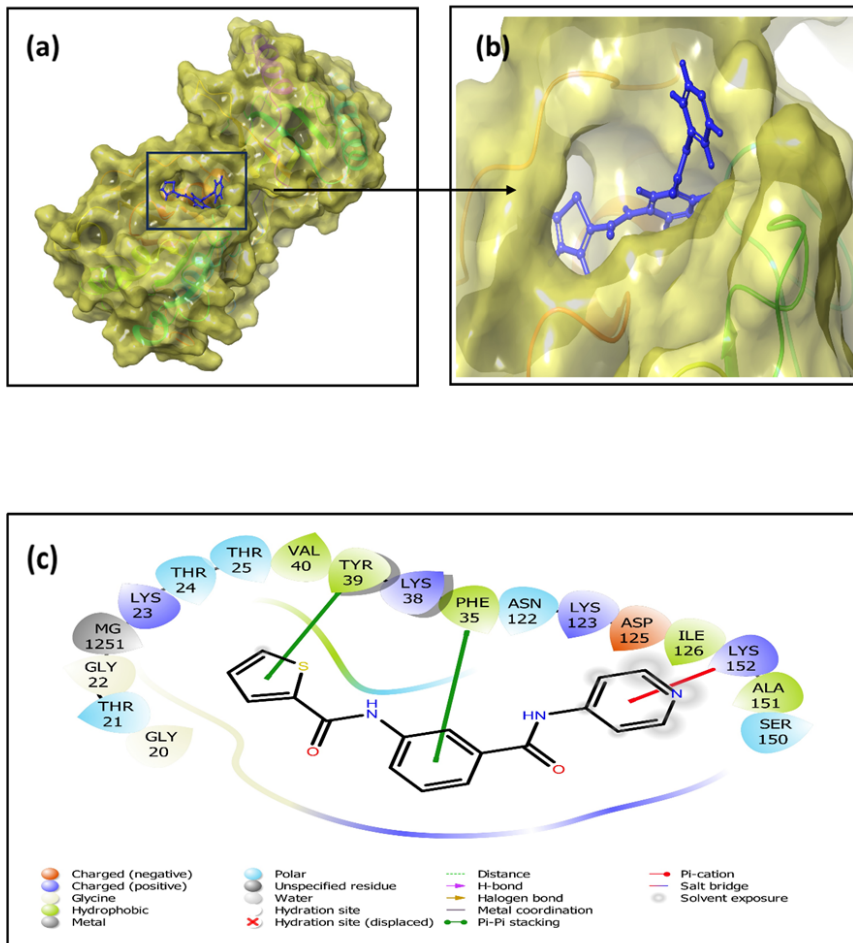 (a)
(b)
(c)
THR
25
VAL
40
TYR
39
THR
24
LYS
38
LYS
23
PHE
35
ASN
122
LYS
123
MG
1251
ASP
125
ILE
126
GLY
22
LYS
152
THR
21
ALA
151
GLY
20
SER
150
S
H
N
O
HN
O
N
Charged (negative)
Charged (positive)
Glycine
Hydrophobic
Metal
Polar
Unspecified residue
Water
Hydration site
Hydration site (displaced)
Distance
H-bond
Halogen bond
Metal coordination
Pi-Pi stacking
Pi-cation
Salt bridge
Solvent exposure